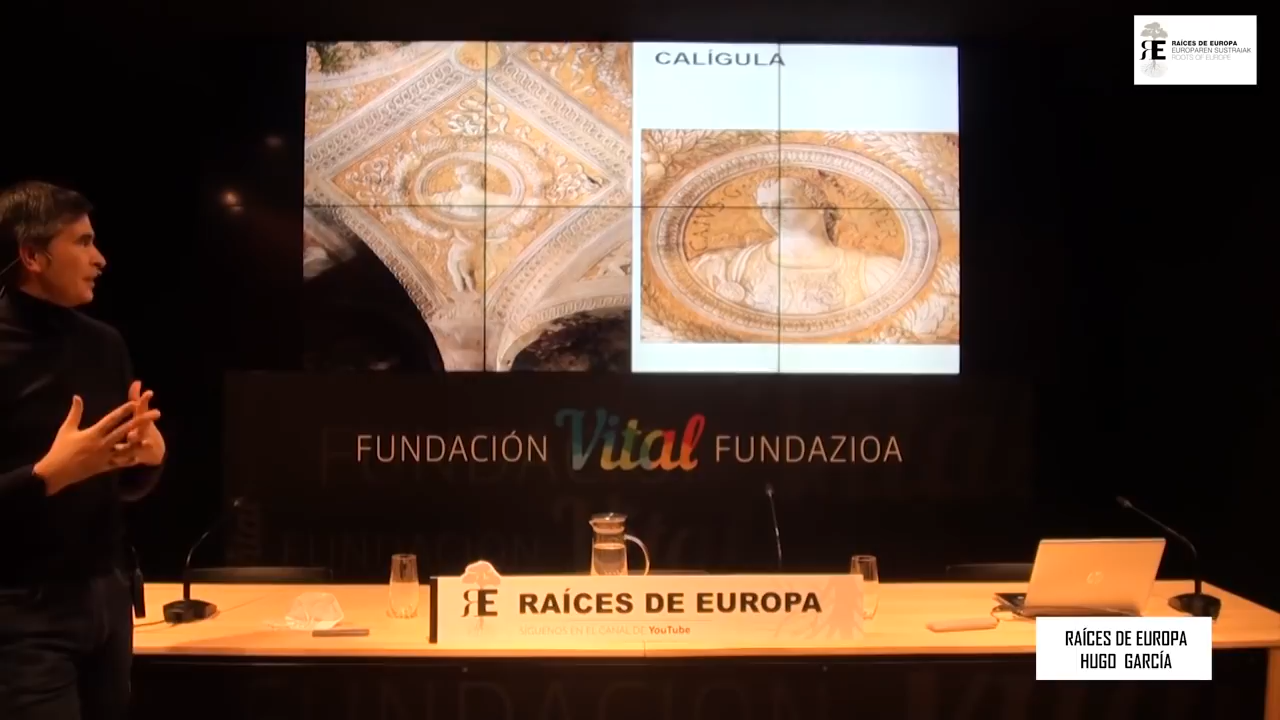 CALÍGULA
RAÍCES DE EUROPA
EUROPAREN SUSTRAIAK
ROOTS OF EUROPE
FUNDACIÓN Vital FUNDAZIOA
RE RAÍCES DE EUROPA
SÍGUENOS EN EL CANAL DE YouTube
RAÍCES DE EUROPA
HUGO GARCÍA